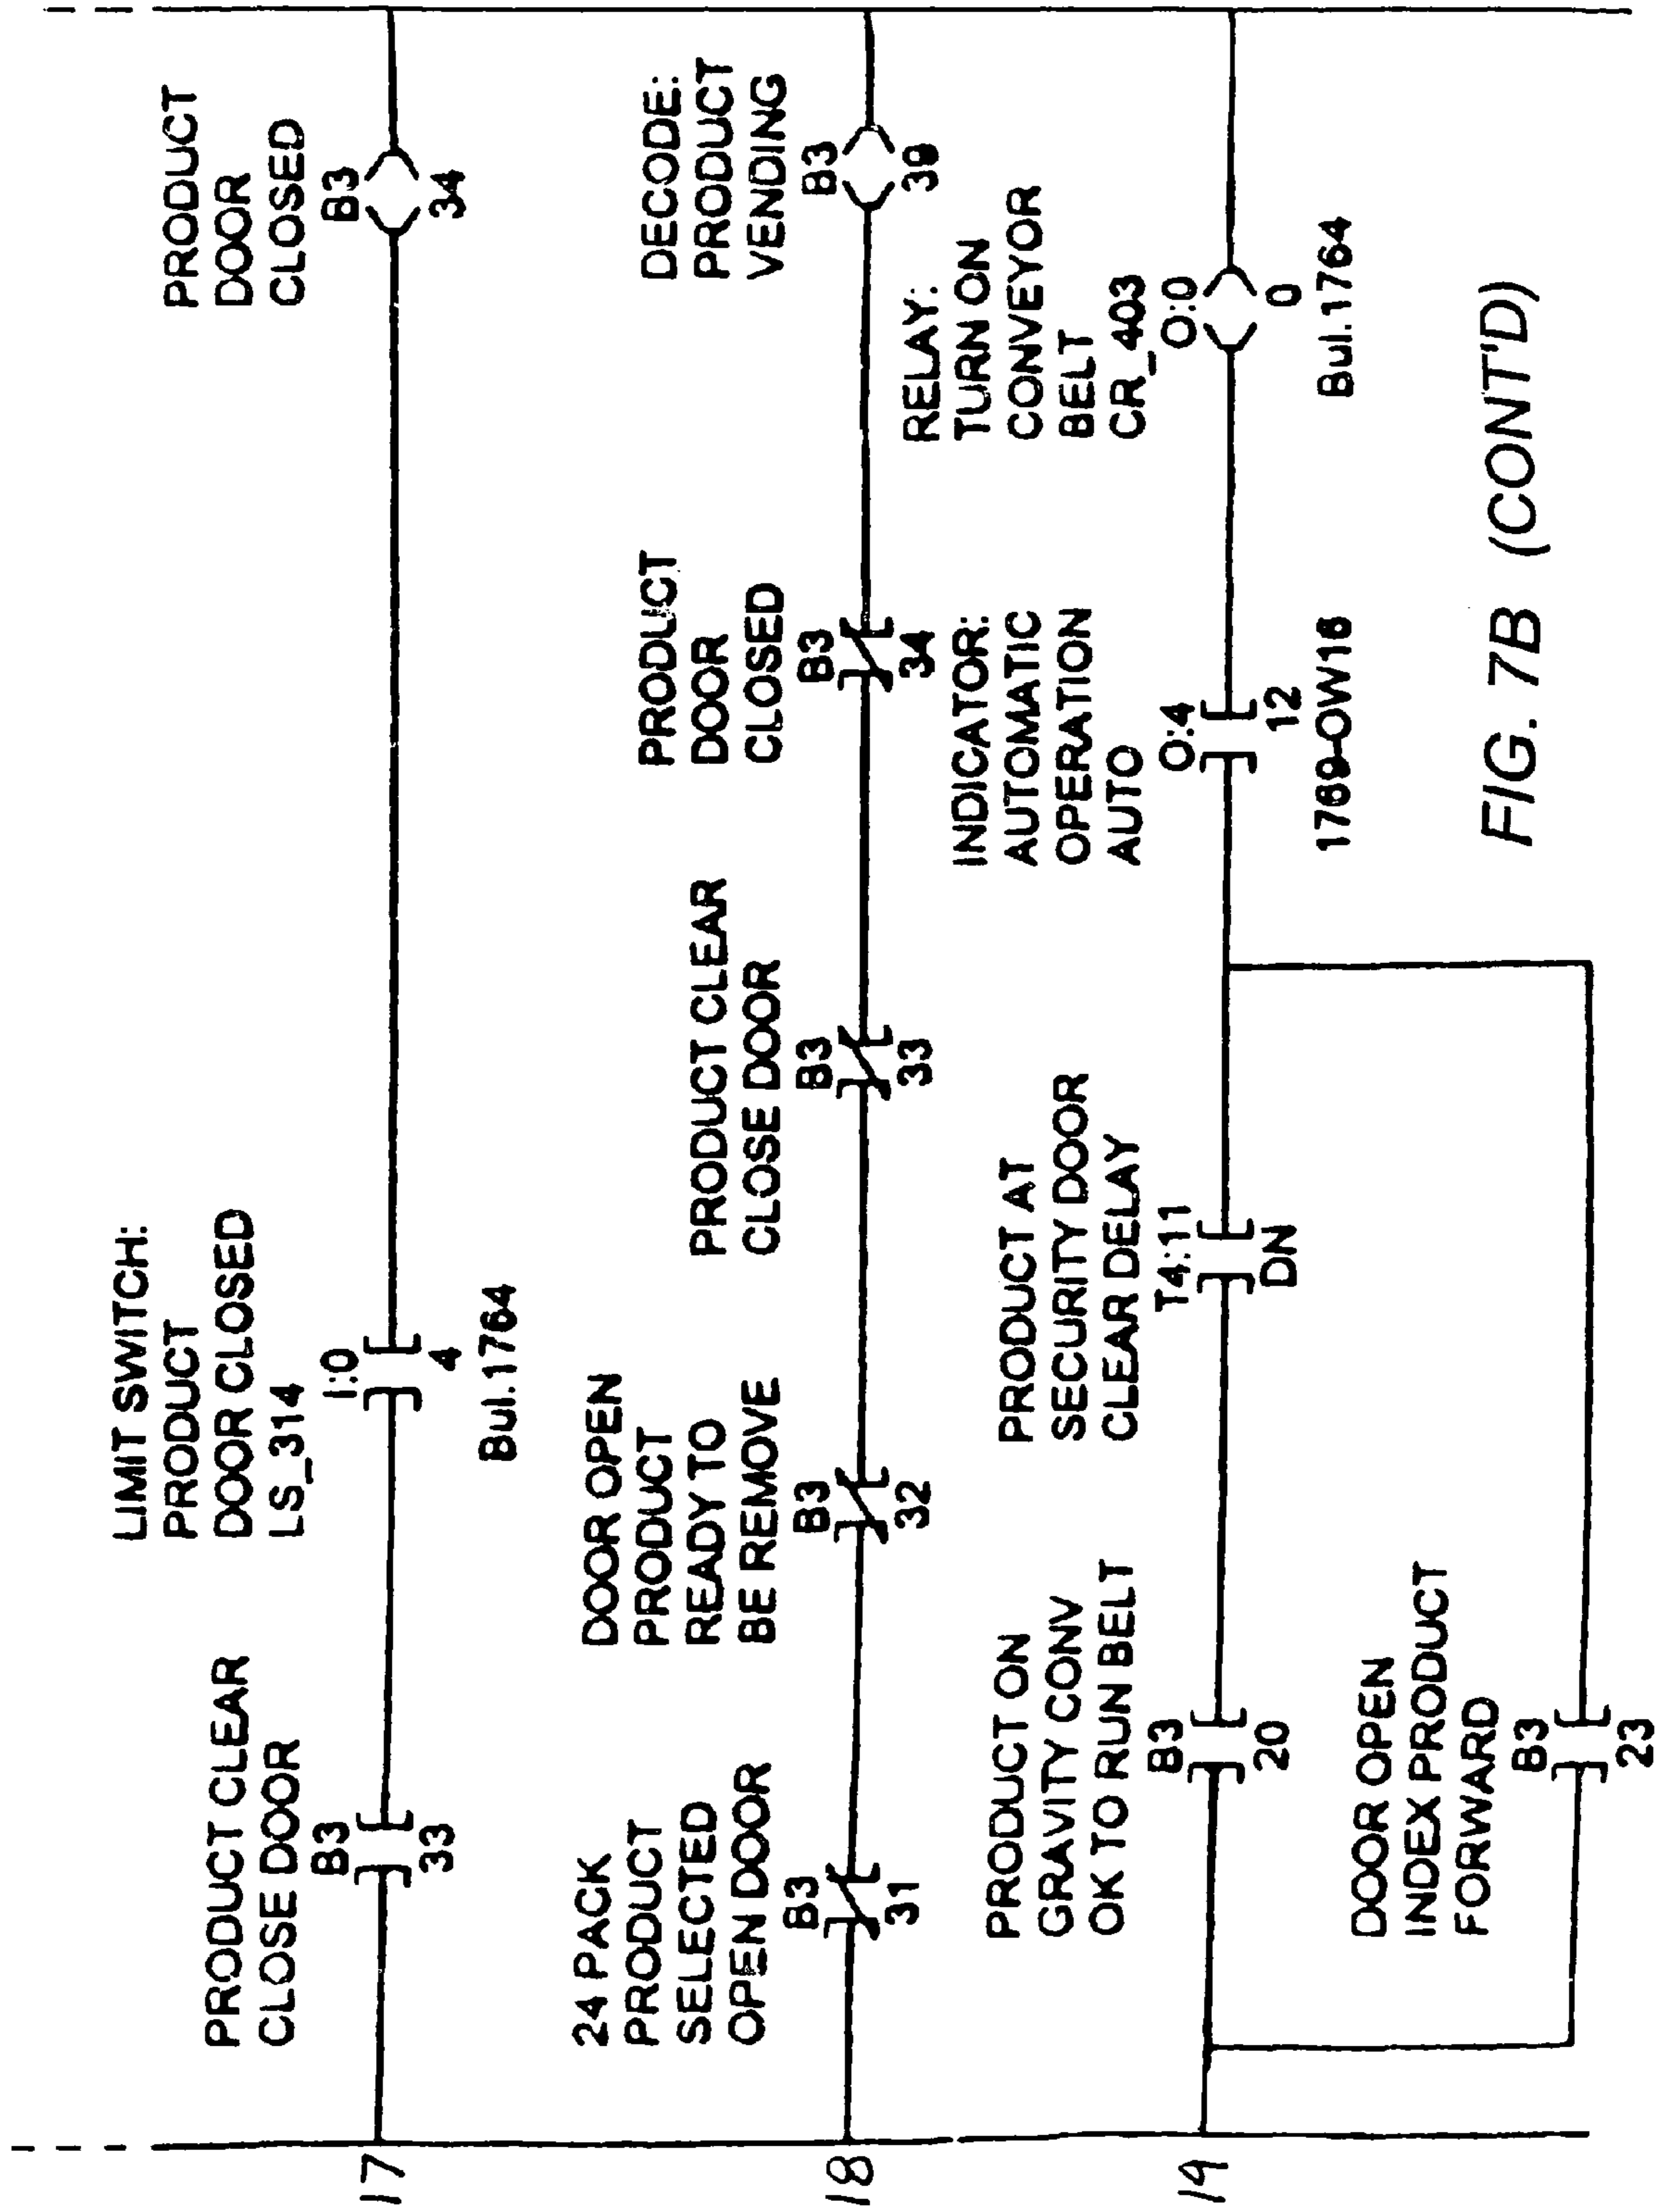 17
PRODUCT CLEAR
CLOSE DOOR
B3
33
LIMIT SWITCH:
PRODUCT
DOOR CLOSED
LS_314
I:0
4
Bul.1764
PRODUCT
DOOR
CLOSED
B3
34
18
24 PACK
PRODUCT
SELECTED
OPEN DOOR
B3
31
DOOR OPEN
PRODUCT
READY TO
BE REMOVE
B3
32
PRODUCT CLEAR
CLOSE DOOR
B3
33
PRODUCT
DOOR
CLOSED
B3
34
DECODE:
PRODUCT
VENDING
B3
39
19
PRODUCT ON
GRAVITY CONV
OK TO RUN BELT
B3
20
PRODUCT AT
SECURITY DOOR
CLEAR DELAY
T4:11
DN
INDICATOR:
AUTOMATIC
OPERATION
AUTO
O:4
12
1769-OW16
RELAY:
TURN ON
CONVEYOR
BELT
CR_403
O:0
0
Bul.1764
DOOR OPEN
INDEX PRODUCT
FORWARD
B3
23
FIG. 7B (CONT'D)